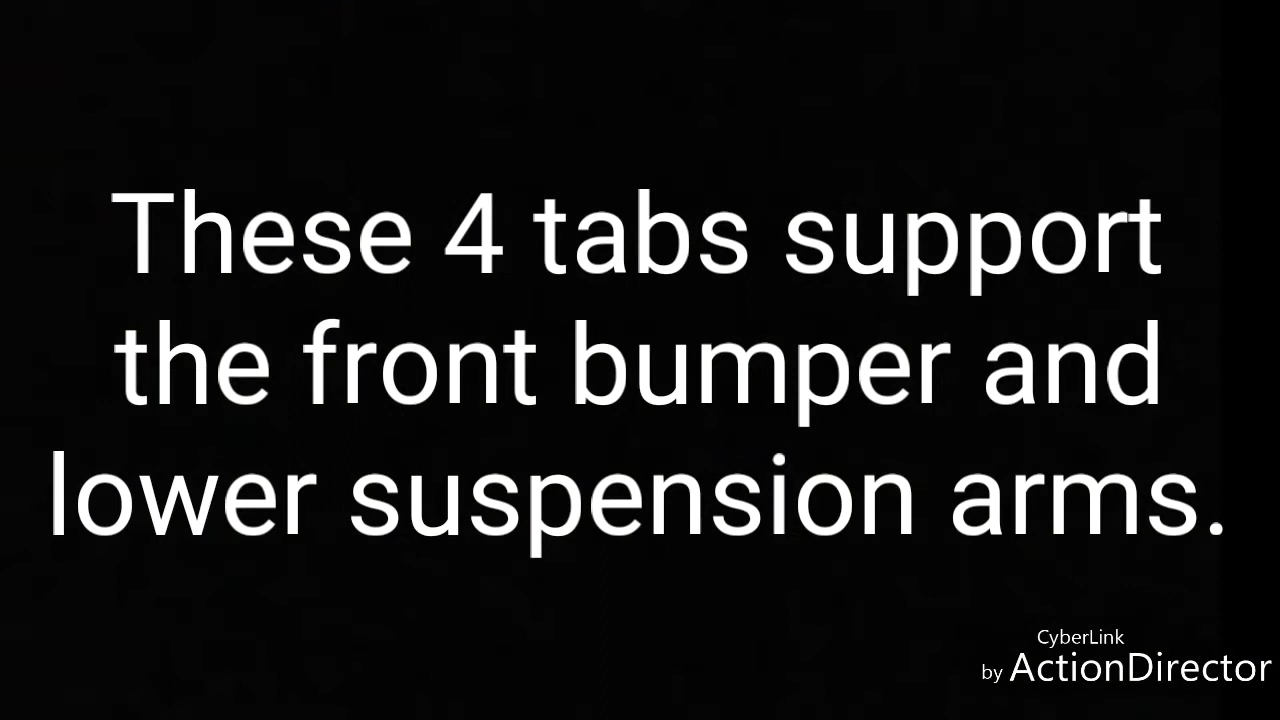 These 4 tabs support
the front bumper and
lower suspension arms.
CyberLink
by ActionDirector